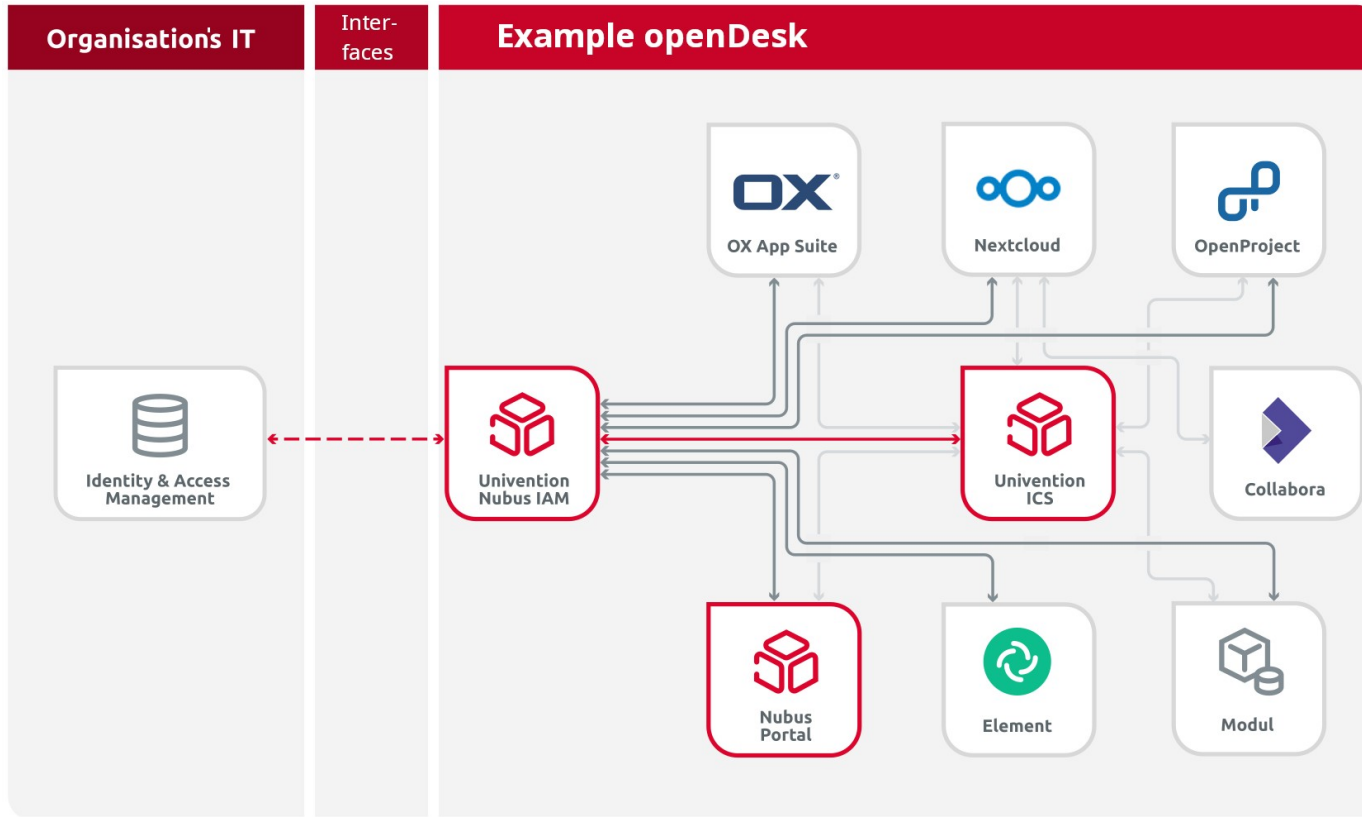 Organisation's IT
Inter-
faces
Example openDesk
OX®
OX App Suite
Nextcloud
OpenProject
Identity & Access
Management
Univention
Nubus IAM
Univention
ICS
Collabora
Nubus
Portal
Element
Modul